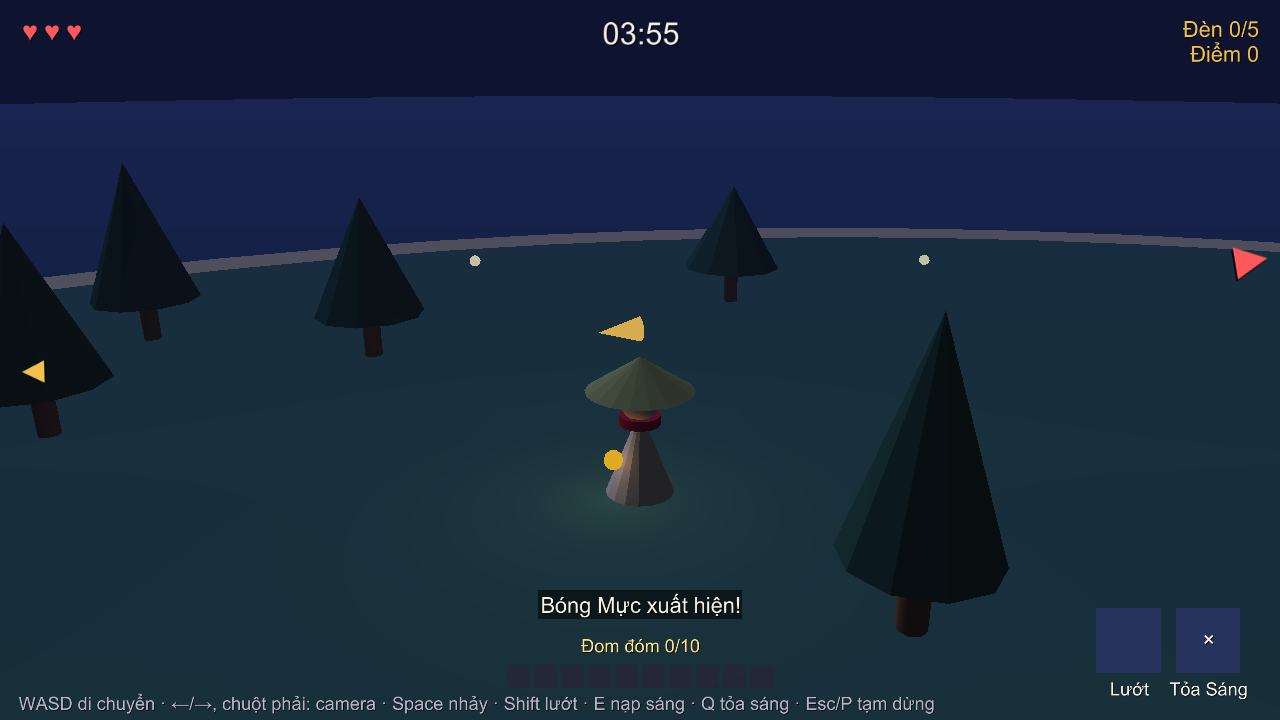 ♥ ♥ ♥
03:55
Đèn 0/5
Điểm 0
Bóng Mực xuất hiện!
Đom đóm 0/10
×
Lướt
Tỏa Sáng
WASD di chuyển · ←/→, chuột phải: camera · Space nhảy · Shift lướt · E nạp sáng · Q tỏa sáng · Esc/P tạm dừng